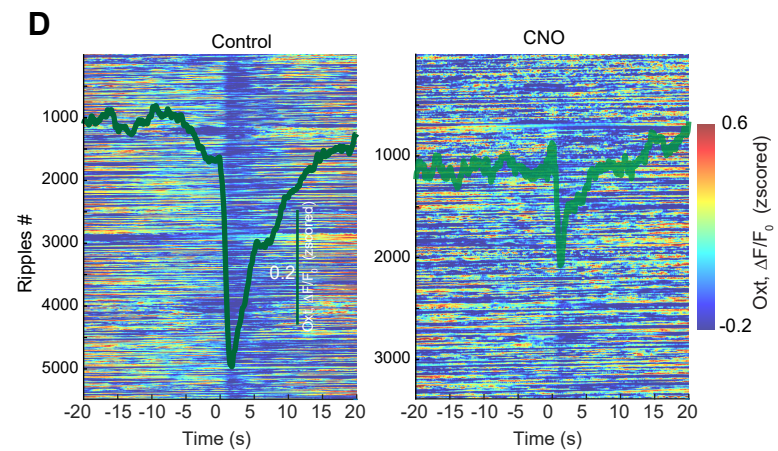 D
Control
CNO
Ripples #
1000
2000
3000
4000
5000
0.2
Oxt, ΔF/F₀ (zscored)
-20 -15 -10 -5 0 5 10 15 20
Time (s)
1000
2000
3000
-20 -15 -10 -5 0 5 10 15 20
Time (s)
0.6
-0.2
Oxt, ΔF/F₀ (zscored)